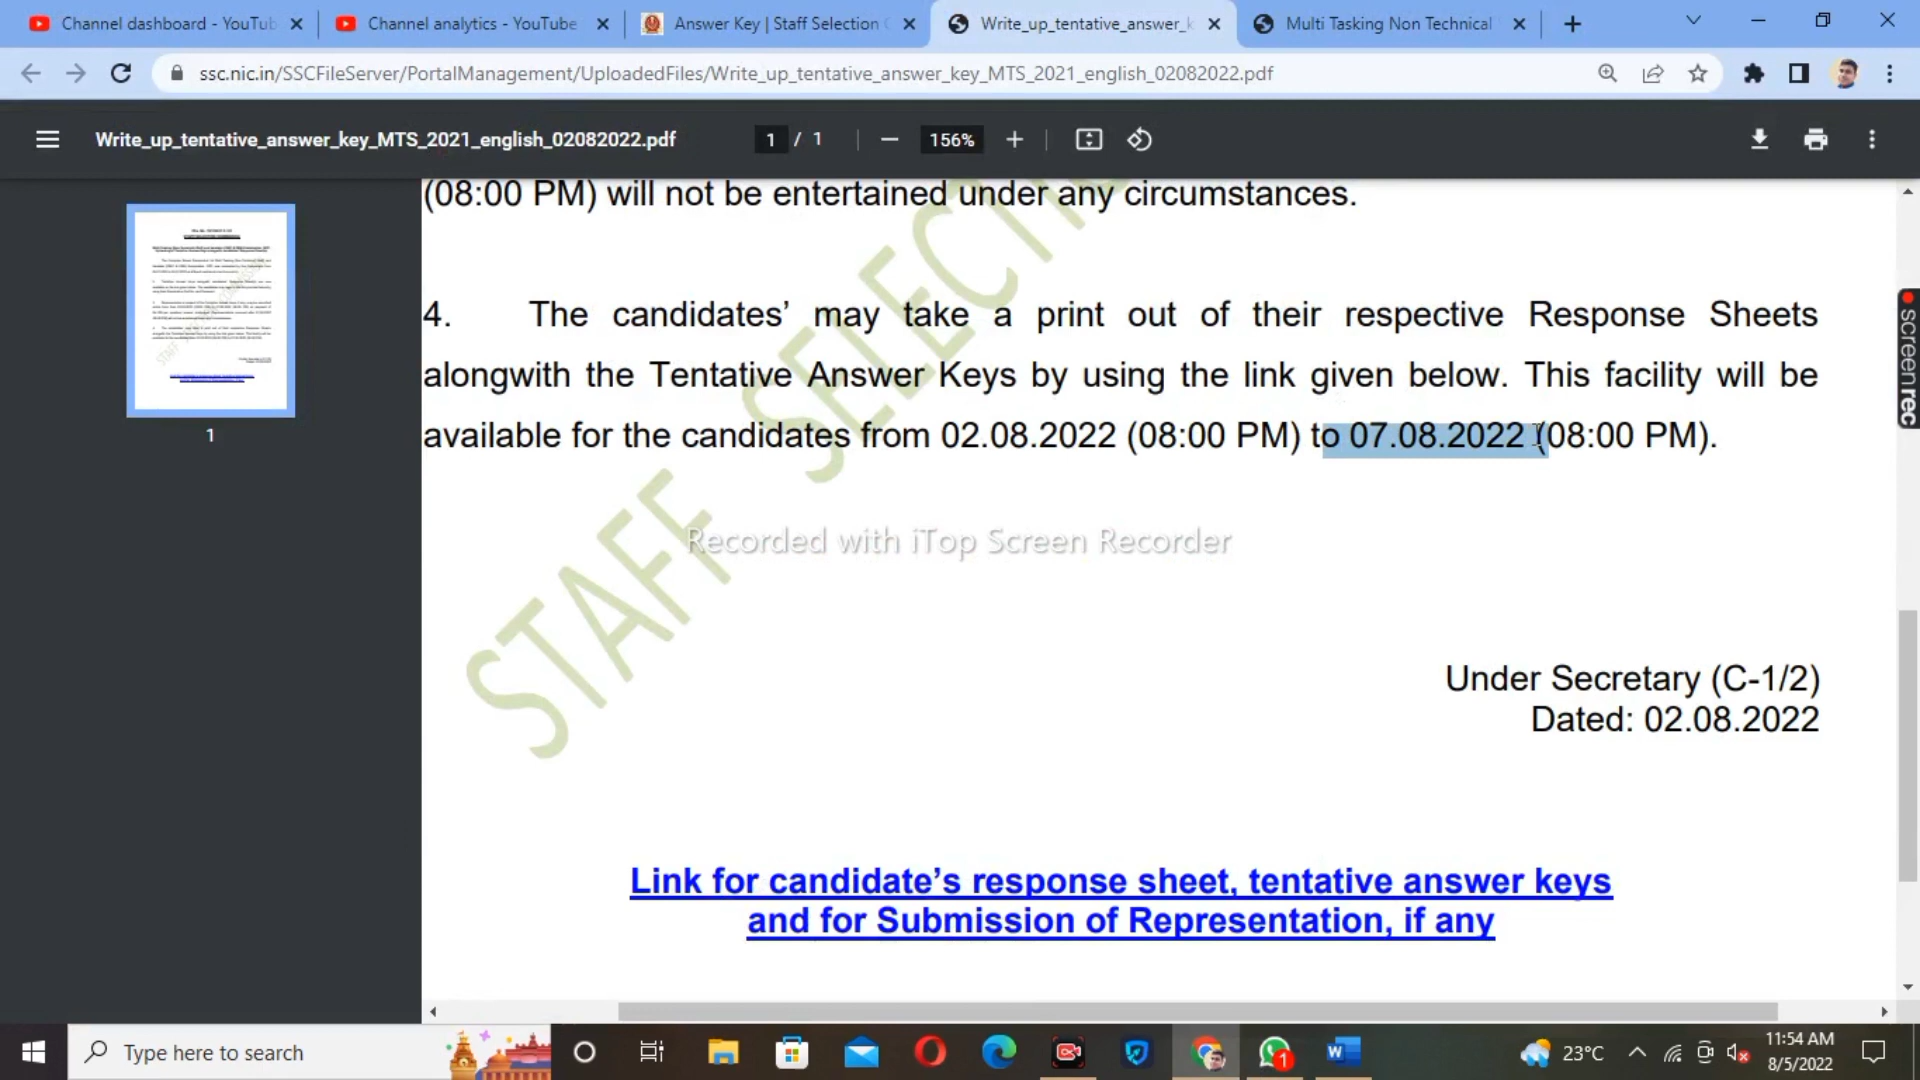 Channel dashboard - YouTub
Channel analytics - YouTube
Answer Key | Staff Selection
Write_up_tentative_answer_k
Multi Tasking Non Technical
ssc.nic.in/SSCFileServer/PortalManagement/UploadedFiles/Write_up_tentative_answer_key_MTS_2021_english_02082022.pdf
Write_up_tentative_answer_key_MTS_2021_english_02082022.pdf
1 / 1
156%
(08:00 PM) will not be entertained under any circumstances.
4. The candidates’ may take a print out of their respective Response Sheets
alongwith the Tentative Answer Keys by using the link given below. This facility will be
available for the candidates from 02.08.2022 (08:00 PM) to 07.08.2022 (08:00 PM).
STAFF SELECTI
Recorded with iTop Screen Recorder
screenrec
1
Under Secretary (C-1/2)
Dated: 02.08.2022
Link for candidate’s response sheet, tentative answer keys
and for Submission of Representation, if any
Type here to search
1
W
23°C
11:54 AM
8/5/2022